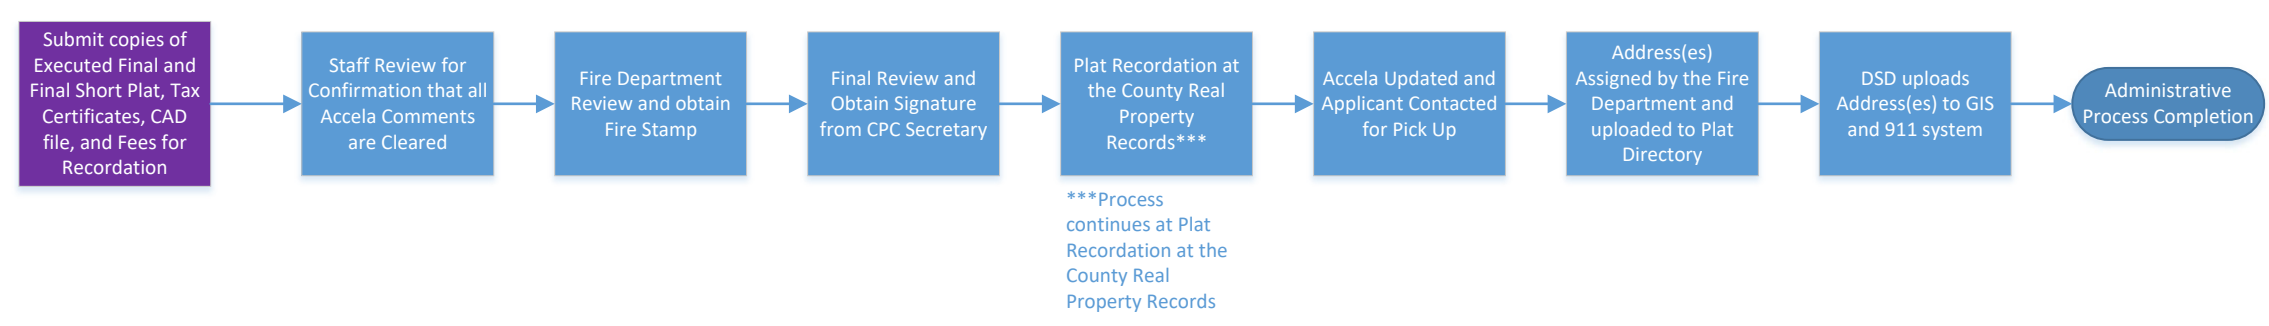 Submit copies of
Executed Final and
Final Short Plat, Tax
Certificates, CAD
file, and Fees for
Recordation
Staff Review for
Confirmation that all
Accela Comments
are Cleared
Fire Department
Review and obtain
Fire Stamp
Final Review and
Obtain Signature
from CPC Secretary
Plat Recordation at
the County Real
Property
Records***
***Process
continues at Plat
Recordation at the
County Real
Property Records
Accela Updated and
Applicant Contacted
for Pick Up
Address(es)
Assigned by the Fire
Department and
uploaded to Plat
Directory
DSD uploads
Address(es) to GIS
and 911 system
Administrative
Process Completion